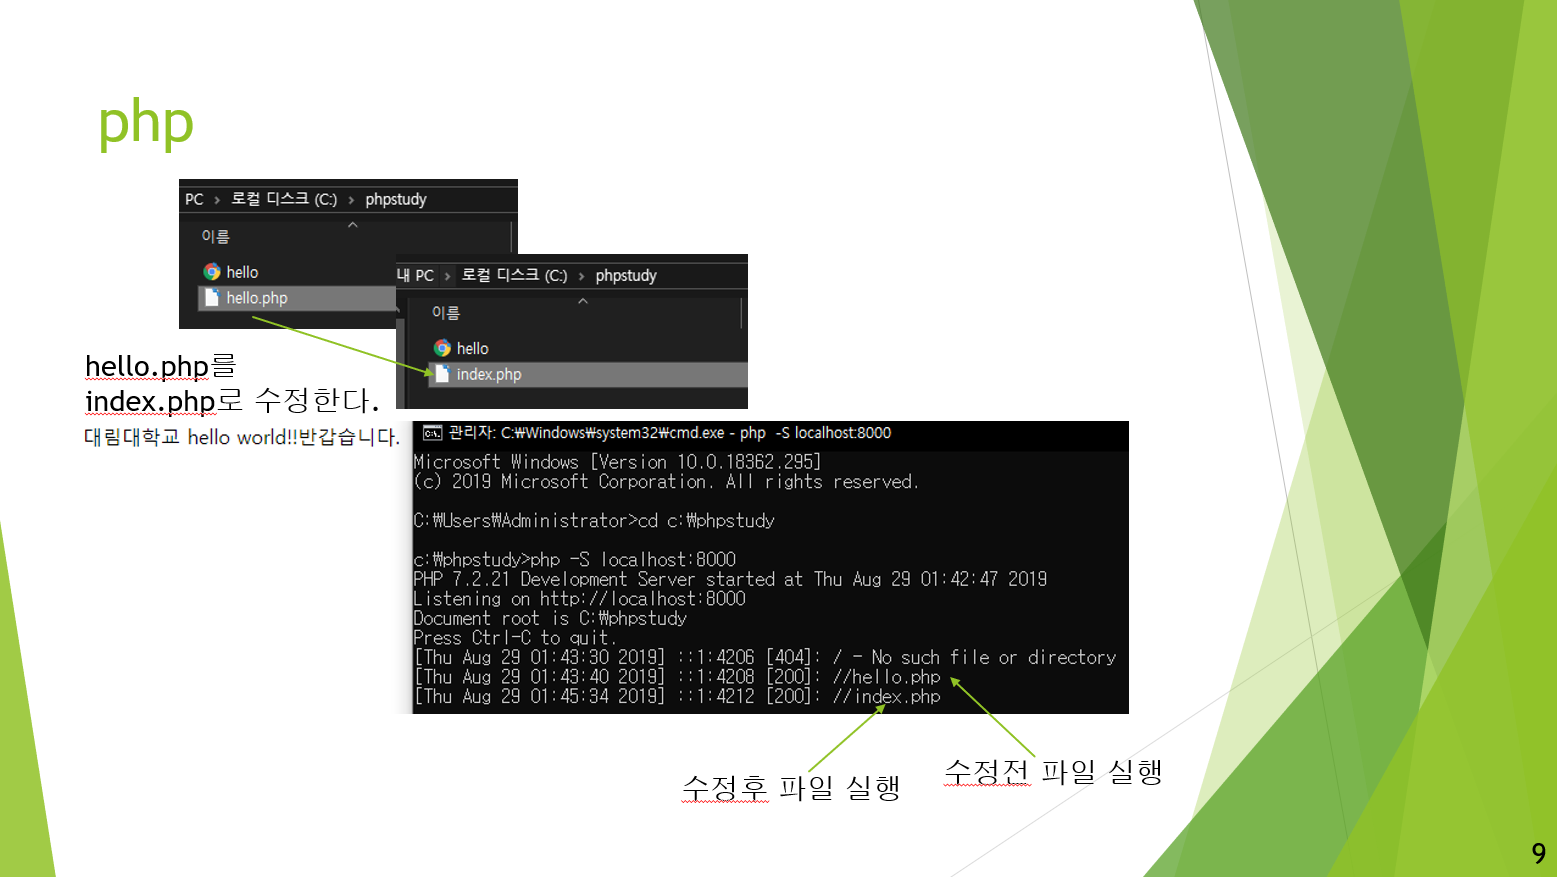 php
PC > 로컬 디스크 (C:) > phpstudy
이름
hello
hello.php
내 PC > 로컬 디스크 (C:) > phpstudy
이름
hello
index.php
hello.php를
index.php로 수정한다.
대림대학교 hello world!!반갑습니다.
관리자: C:₩Windows₩system32₩cmd.exe - php  -S localhost:8000
Microsoft Windows [Version 10.0.18362.295]
(c) 2019 Microsoft Corporation. All rights reserved.
C:₩Users₩Administrator>cd c:₩phpstudy
c:₩phpstudy>php -S localhost:8000
PHP 7.2.21 Development Server started at Thu Aug 29 01:42:47 2019
Listening on http://localhost:8000
Document root is C:₩phpstudy
Press Ctrl-C to quit.
[Thu Aug 29 01:43:30 2019] ::1:4206 [404]: / - No such file or directory
[Thu Aug 29 01:43:40 2019] ::1:4208 [200]: //hello.php
[Thu Aug 29 01:45:34 2019] ::1:4212 [200]: //index.php
수정전 파일 실행
수정후 파일 실행
9